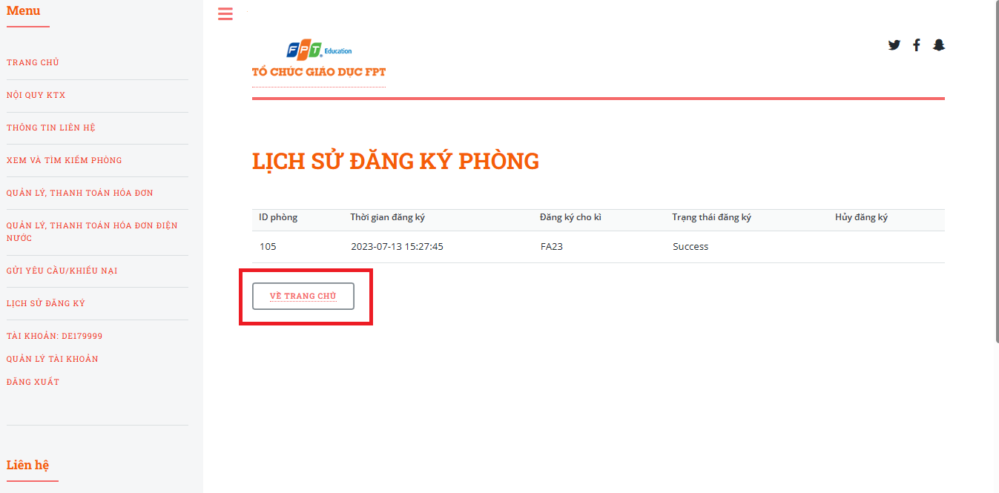 Menu
TRANG CHỦ
NỘI QUY KTX
THÔNG TIN LIÊN HỆ
XEM VÀ TÌM KIẾM PHÒNG
QUẢN LÝ, THANH TOÁN HÓA ĐƠN
QUẢN LÝ, THANH TOÁN HÓA ĐƠN ĐIỆN
NƯỚC
GỬI YÊU CẦU/KHIẾU NẠI
LỊCH SỬ ĐĂNG KÝ
TÀI KHOẢN: DE179999
QUẢN LÝ TÀI KHOẢN
ĐĂNG XUẤT
Liên hệ
FPT Education
TỔ CHỨC GIÁO DỤC FPT
LỊCH SỬ ĐĂNG KÝ PHÒNG
ID phòng Thời gian đăng ký Đăng ký cho kì Trạng thái đăng ký Hủy đăng ký
105 2023-07-13 15:27:45 FA23 Success
VỀ TRANG CHỦ